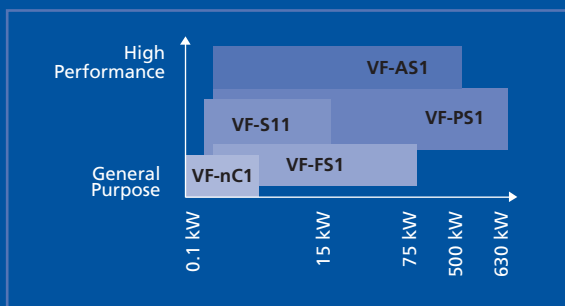 High
Performance
VF-AS1
VF-S11
VF-PS1
General
Purpose
VF-nC1
VF-FS1
0.1 kW
15 kW
75 kW
500 kW
630 kW